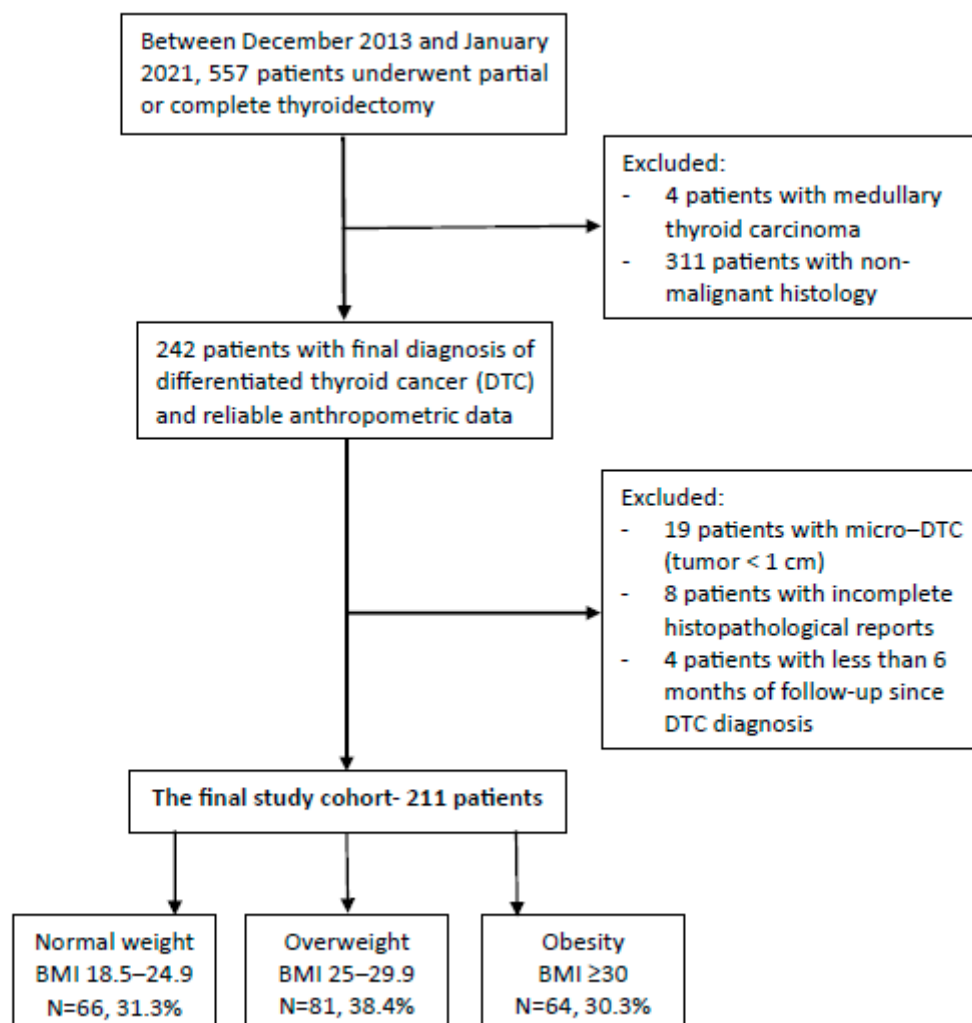 Between December 2013 and January
2021, 557 patients underwent partial
or complete thyroidectomy
Excluded:
- 4 patients with medullary
thyroid carcinoma
- 311 patients with non-
malignant histology
242 patients with final diagnosis of
differentiated thyroid cancer (DTC)
and reliable anthropometric data
Excluded:
- 19 patients with micro–DTC
(tumor < 1 cm)
- 8 patients with incomplete
histopathological reports
- 4 patients with less than 6
months of follow-up since
DTC diagnosis
The final study cohort- 211 patients
Normal weight
BMI 18.5–24.9
N=66, 31.3%
Overweight
BMI 25–29.9
N=81, 38.4%
Obesity
BMI ≥30
N=64, 30.3%